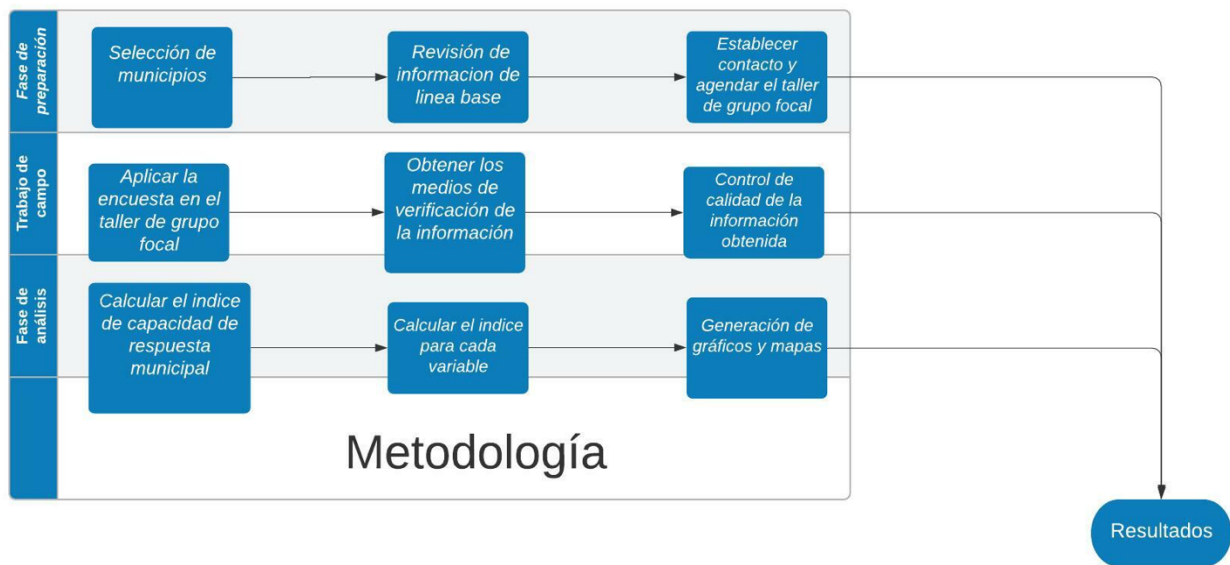 Fase de
preparación
Selección de
municipios
Revisión de
informacion de
linea base
Establecer
contacto y
agendar el taller
de grupo focal
Trabajo de
campo
Aplicar la
encuesta en el
taller de grupo
focal
Obtener los
medios de
verificación de
la información
Control de
calidad de la
información
obtenida
Fase de
análisis
Calcular el indice
de capacidad de
respuesta
municipal
Calcular el indice
para cada
variable
Generación de
gráficos y mapas
Metodología
Resultados